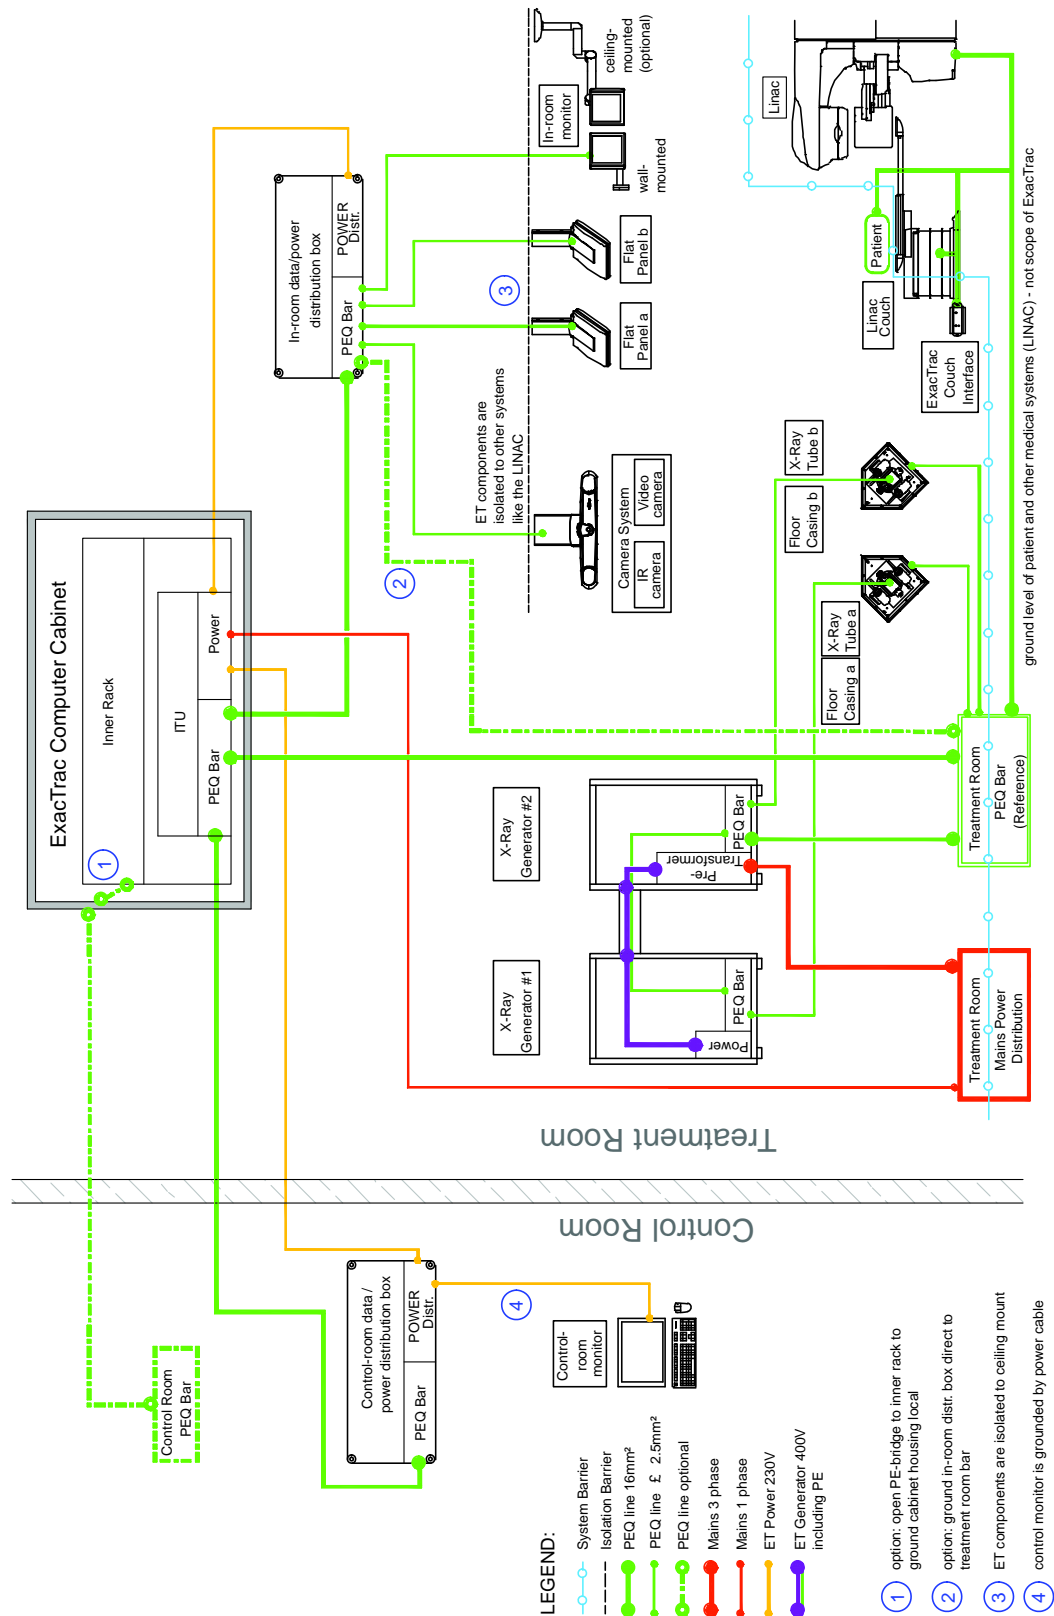 ExacTrac Computer Cabinet
Inner Rack
ITU
PEQ Bar
Power
1
Control Room
PEQ Bar
In-room data/power
distribution box
PEQ Bar
POWER
Distr.
Control-room data /
power distribution box
PEQ Bar
POWER
Distr.
2
3
4
ET components are
isolated to other systems
like the LINAC
In-room
monitor
ceiling-
mounted
(optional)
wall-
mounted
Flat
Panel b
Flat
Panel a
Camera System
IR
camera
Video
camera
Control-
room
monitor
X-Ray
Generator #1
X-Ray
Generator #2
Power
PEQ Bar
Pre-
Transformer
PEQ Bar
Floor
Casing a
X-Ray
Tube a
Floor
Casing b
X-Ray
Tube b
Linac
Patient
Linac
Couch
ExacTrac
Couch
Interface
Treatment Room
Mains Power
Distribution
Treatment Room
PEQ Bar
(Reference)
ground level of patient and other medical systems (LINAC) - not scope of ExacTrac
Treatment Room
Control Room
LEGEND:
System Barrier
Isolation Barrier
PEQ line 16mm²
PEQ line £ 2.5mm²
PEQ line optional
Mains 3 phase
Mains 1 phase
ET Power 230V
ET Generator 400V
including PE
1 option: open PE-bridge to inner rack to
ground cabinet housing local
2 option: ground in-room distr. box direct to
treatment room bar
3 ET components are isolated to ceiling mount
4 control monitor is grounded by power cable